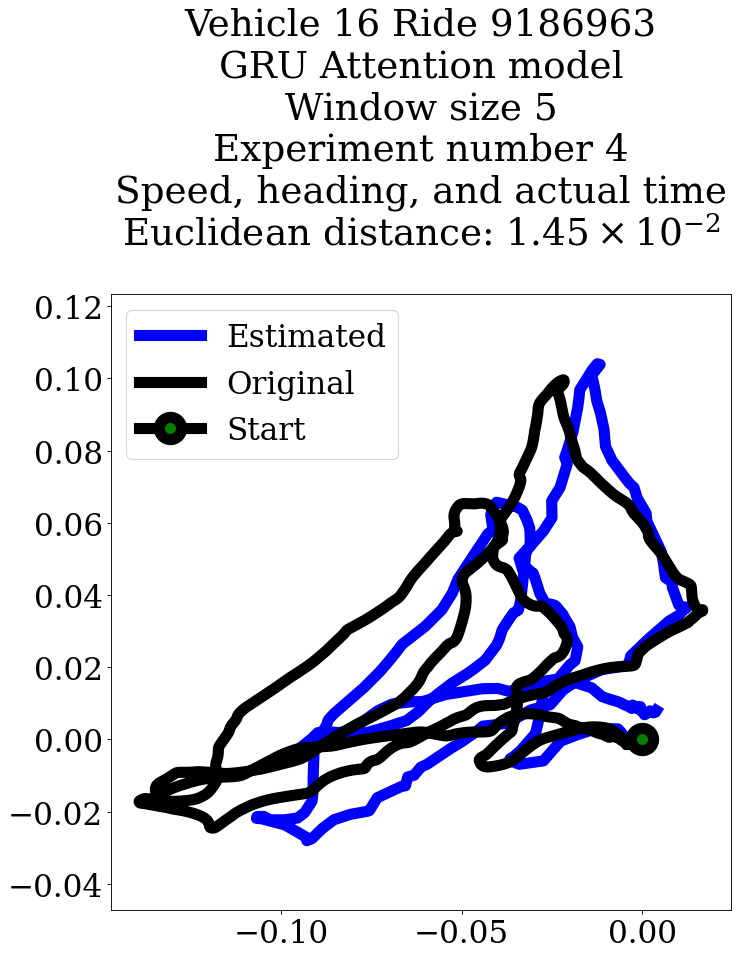 Vehicle 16 Ride 9186963
GRU Attention model
Window size 5
Experiment number 4
Speed, heading, and actual time
Euclidean distance: 1.45 × 10⁻²
0.12
0.10
0.08
0.06
0.04
0.02
0.00
−0.02
−0.04
Estimated
Original
Start
−0.10
−0.05
0.00